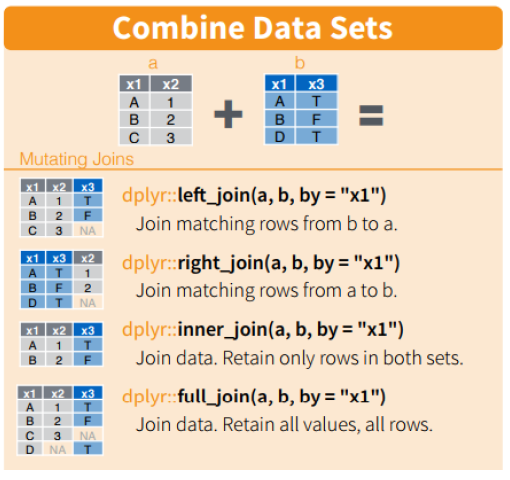 Combine Data Sets
a b
x1 x2 x1 x3
A 1 A T
B 2 + B F =
C 3 D T
Mutating Joins
x1 x2 x3
A 1 T
B 2 F
C 3 NA
dplyr::left_join(a, b, by = "x1")
Join matching rows from b to a.
x1 x3 x2
A T 1
B F 2
D T NA
dplyr::right_join(a, b, by = "x1")
Join matching rows from a to b.
x1 x2 x3
A 1 T
B 2 F
dplyr::inner_join(a, b, by = "x1")
Join data. Retain only rows in both sets.
x1 x2 x3
A 1 T
B 2 F
C 3 NA
D NA T
dplyr::full_join(a, b, by = "x1")
Join data. Retain all values, all rows.